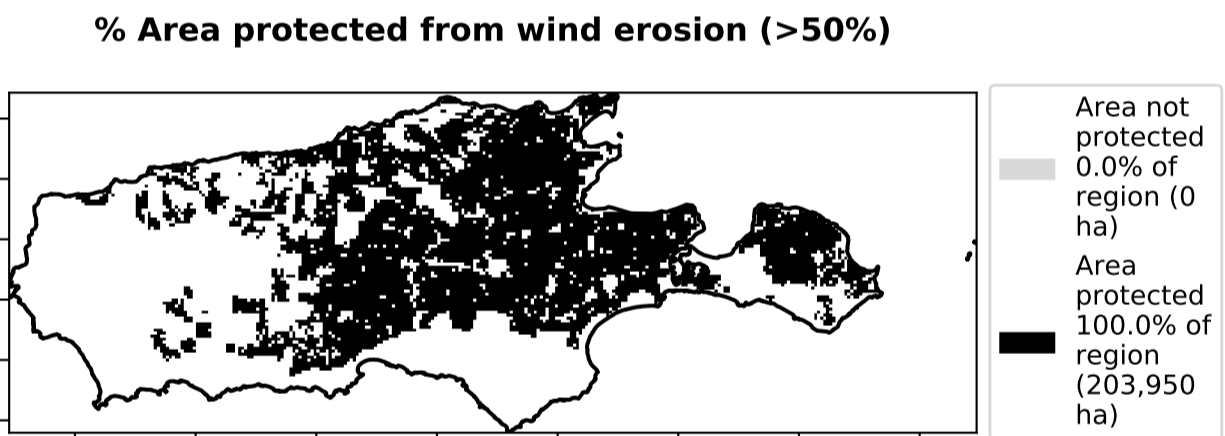 % Area protected from wind erosion (>50%)
Area not
protected
0.0% of
region (0
ha)
Area
protected
100.0% of
region
(203,950
ha)